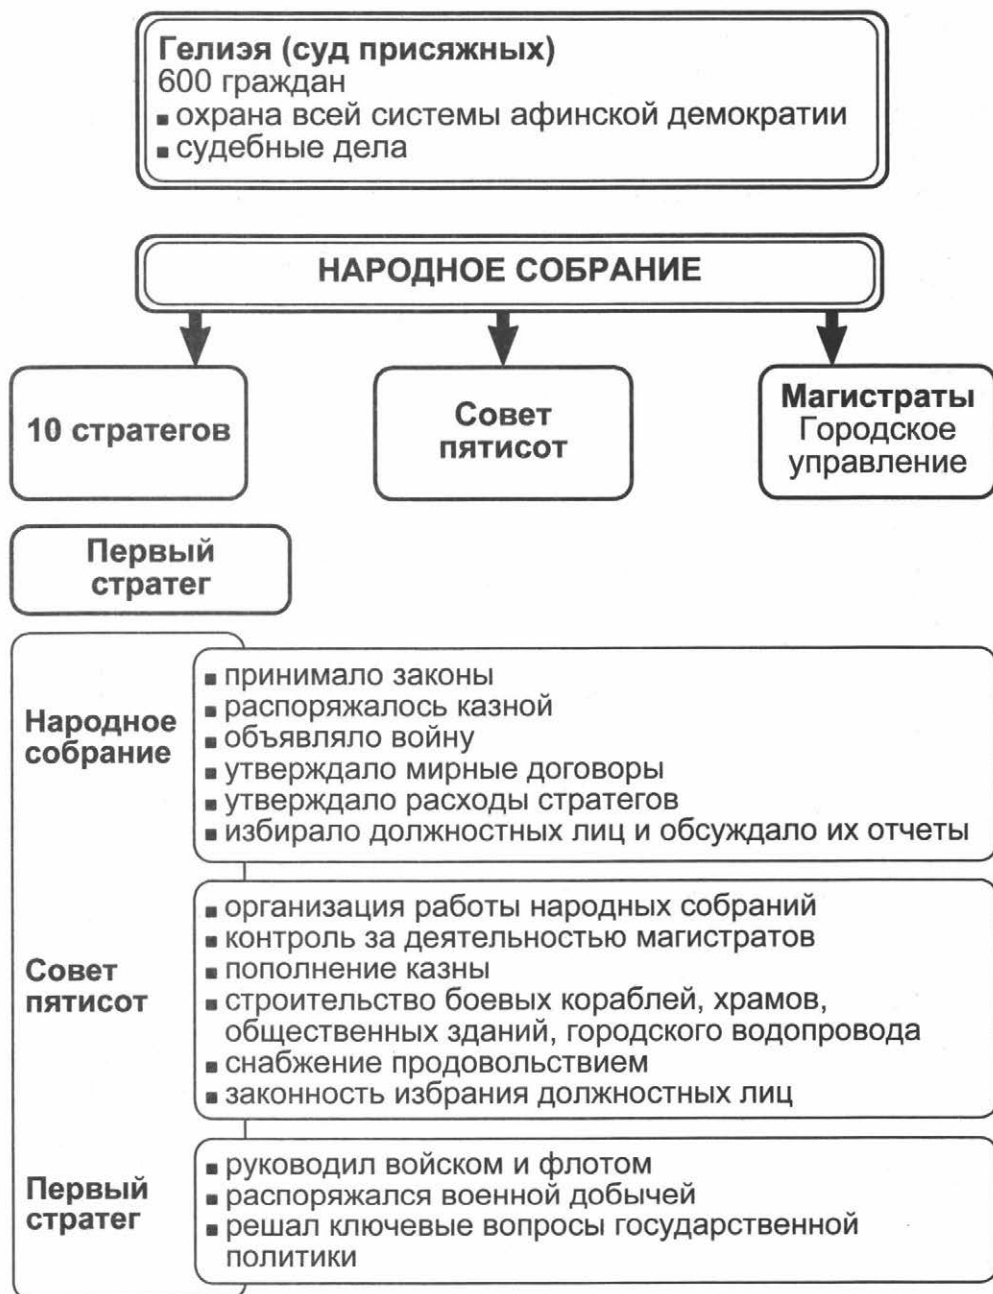 Гелиэя (суд присяжных)
600 граждан
▪ охрана всей системы афинской демократии
▪ судебные дела
НАРОДНОЕ СОБРАНИЕ
10 стратегов
Совет
пятисот
Магистраты
Городское
управление
Первый
стратег
Народное
собрание
▪ принимало законы
▪ распоряжалось казной
▪ объявляло войну
▪ утверждало мирные договоры
▪ утверждало расходы стратегов
▪ избирало должностных лиц и обсуждало их отчеты
Совет
пятисот
▪ организация работы народных собраний
▪ контроль за деятельностью магистратов
▪ пополнение казны
▪ строительство боевых кораблей, храмов,
общественных зданий, городского водопровода
▪ снабжение продовольствием
▪ законность избрания должностных лиц
Первый
стратег
▪ руководил войском и флотом
▪ распоряжался военной добычей
▪ решал ключевые вопросы государственной
политики